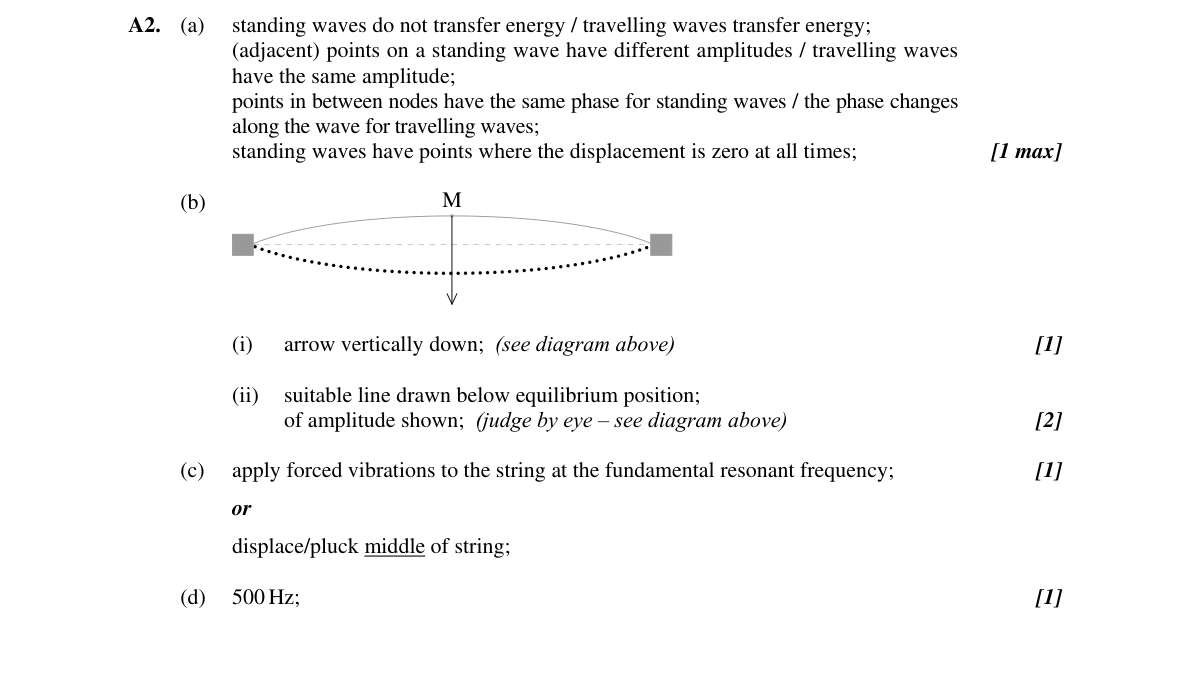 A2. (a) standing waves do not transfer energy / travelling waves transfer energy;
(adjacent) points on a standing wave have different amplitudes / travelling waves
have the same amplitude;
points in between nodes have the same phase for standing waves / the phase changes
along the wave for travelling waves;
standing waves have points where the displacement is zero at all times; [1 max]
(b) M
(i) arrow vertically down; (see diagram above) [1]
(ii) suitable line drawn below equilibrium position;
of amplitude shown; (judge by eye – see diagram above) [2]
(c) apply forced vibrations to the string at the fundamental resonant frequency; [1]
or
displace/pluck middle of string;
(d) 500 Hz; [1]